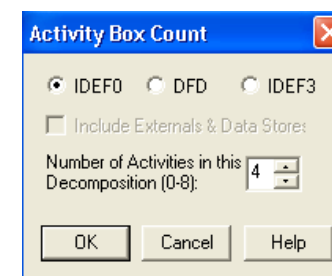 Activity Box Count
IDEF0 DFD IDEF3
Include Externals & Data Stores
Number of Activities in this
Decomposition (0-8):
4
OK Cancel Help